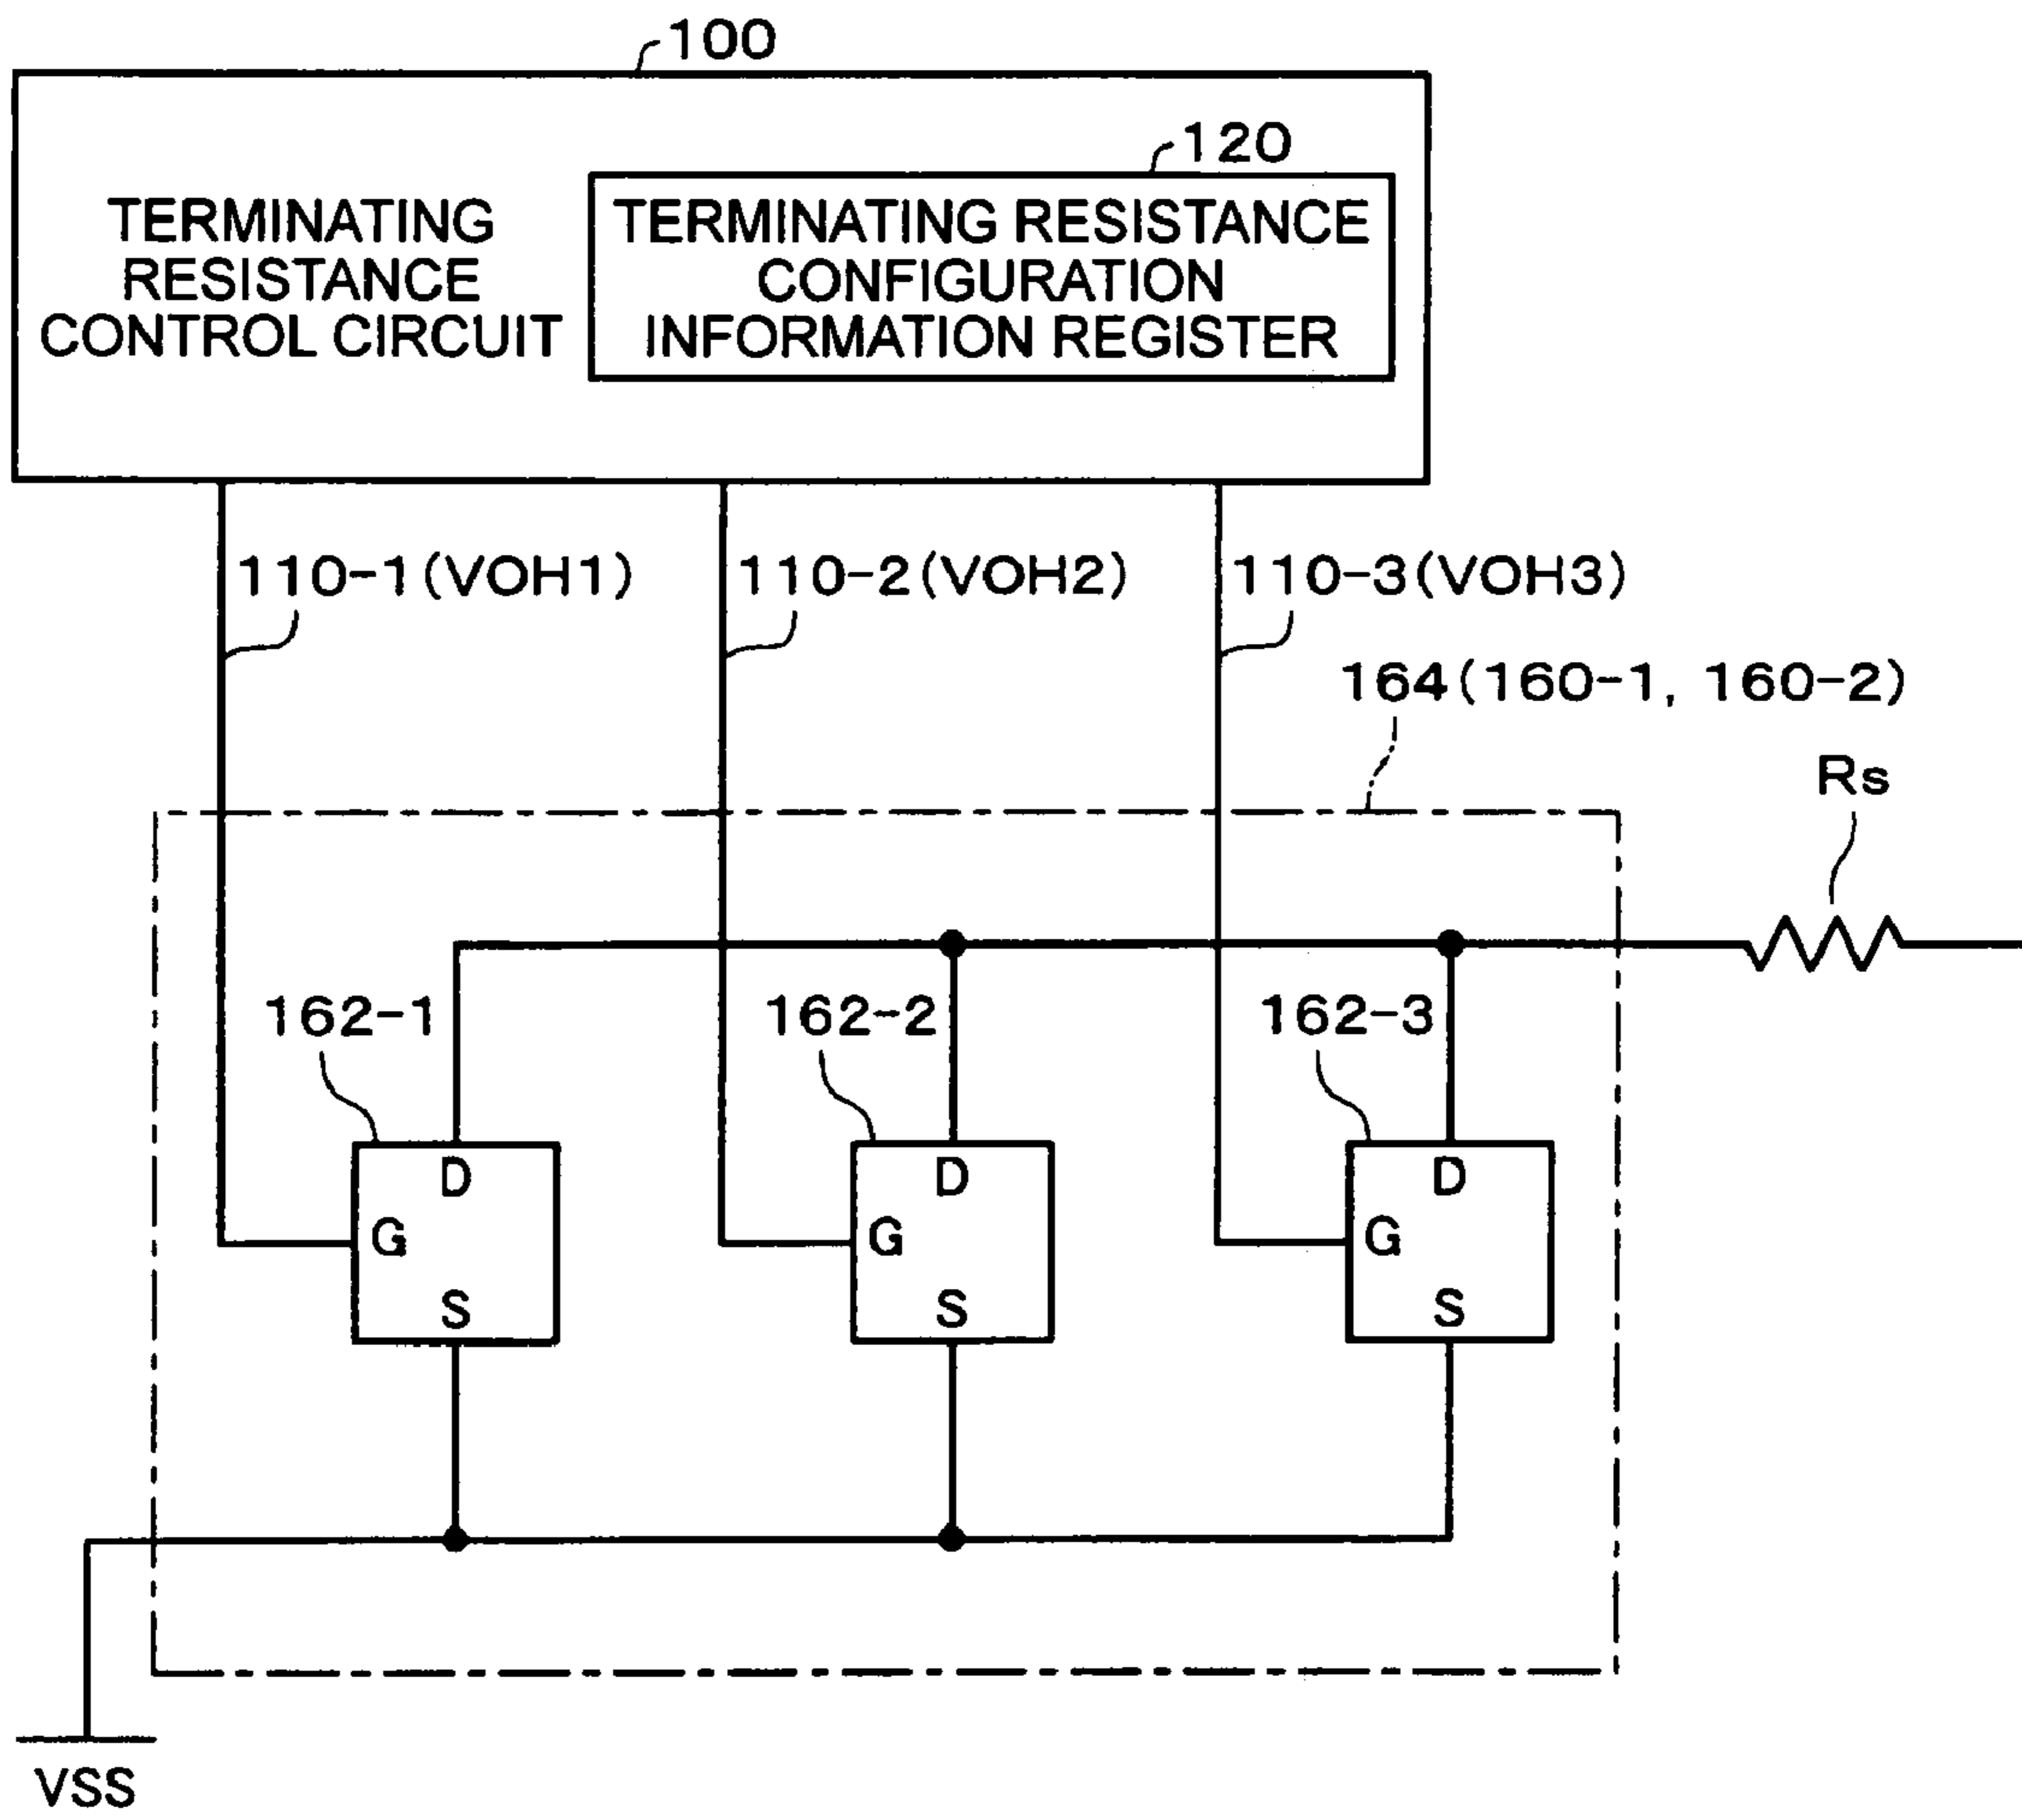 100
120
TERMINATING
RESISTANCE
CONTROL CIRCUIT
TERMINATING RESISTANCE
CONFIGURATION
INFORMATION REGISTER
110-1(VOH1)
110-2(VOH2)
110-3(VOH3)
164(160-1, 160-2)
Rs
162-1
162-2
162-3
D
G
S
D
G
S
D
G
S
VSS